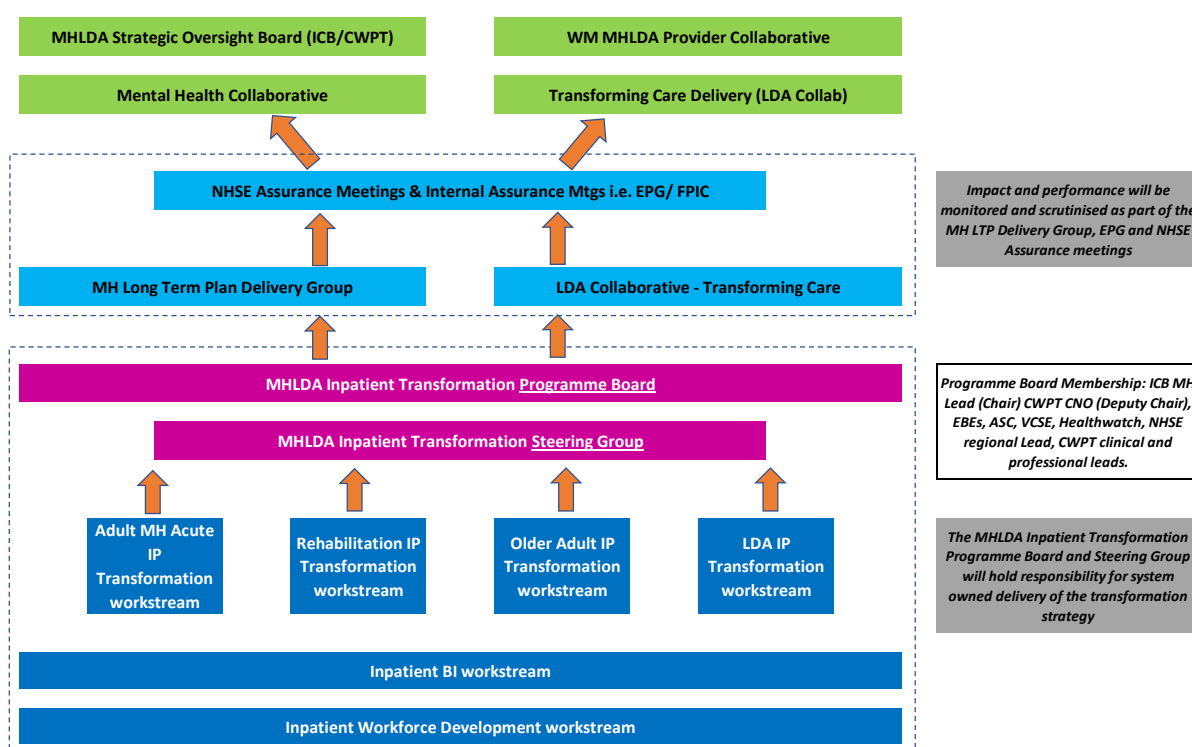 MHLDA Strategic Oversight Board (ICB/CWPT)
WM MHLDA Provider Collaborative
Mental Health Collaborative
Transforming Care Delivery (LDA Collab)
NHSE Assurance Meetings & Internal Assurance Mtgs i.e. EPG/ FPIC
Impact and performance will be
monitored and scrutinised as part of the
MH LTP Delivery Group, EPG and NHSE
Assurance meetings
MH Long Term Plan Delivery Group
LDA Collaborative - Transforming Care
MHLDA Inpatient Transformation Programme Board
MHLDA Inpatient Transformation Steering Group
Programme Board Membership: ICB MH
Lead (Chair) CWPT CNO (Deputy Chair),
EBEs, ASC, VCSE, Healthwatch, NHSE
regional Lead, CWPT clinical and
professional leads.
Adult MH Acute
IP
Transformation
workstream
Rehabilitation IP
Transformation
workstream
Older Adult IP
Transformation
workstream
LDA IP
Transformation
workstream
The MHLDA Inpatient Transformation
Programme Board and Steering Group
will hold responsibility for system
owned delivery of the transformation
strategy
Inpatient BI workstream
Inpatient Workforce Development workstream